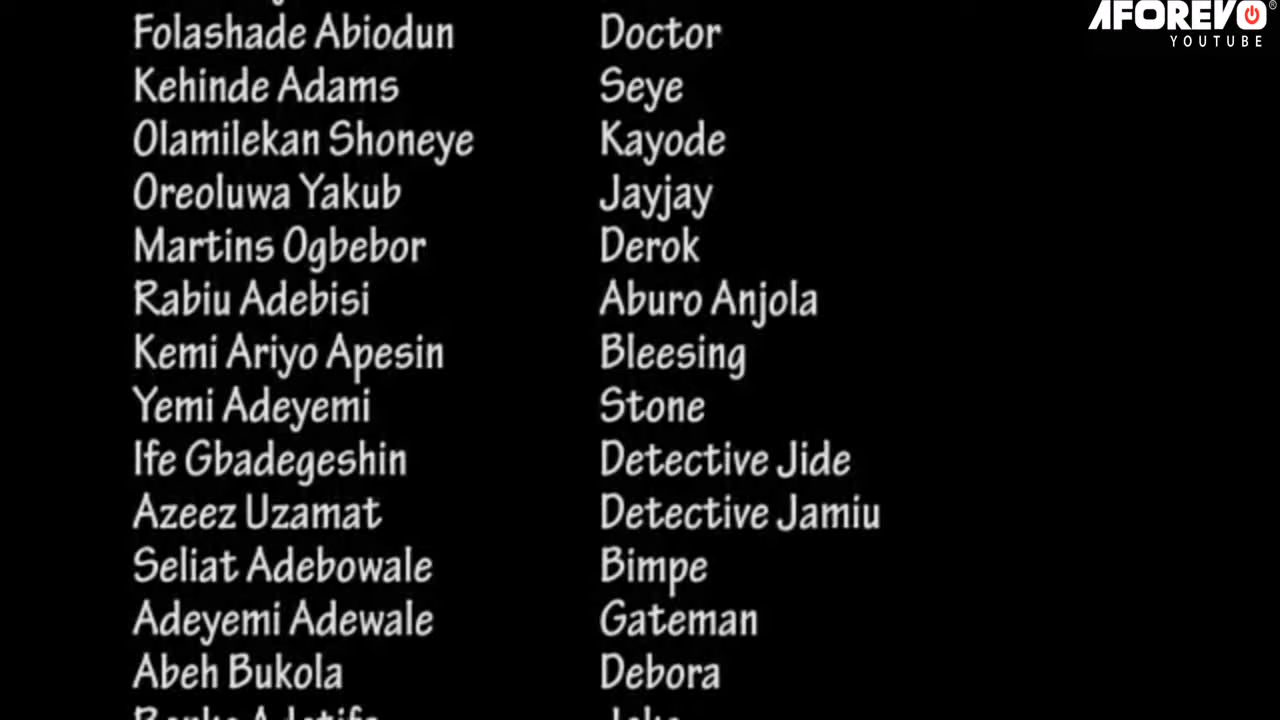 AFOREVO
YOUTUBE
Folashade Abiodun Doctor
Kehinde Adams Seye
Olamilekan Shoneye Kayode
Oreoluwa Yakub Jayjay
Martins Ogbebor Derok
Rabiu Adebisi Aburo Anjola
Kemi Ariyo Apesin Bleesing
Yemi Adeyemi Stone
Ife Gbadegeshin Detective Jide
Azeez Uzamat Detective Jamiu
Seliat Adebowale Bimpe
Adeyemi Adewale Gateman
Abeh Bukola Debora